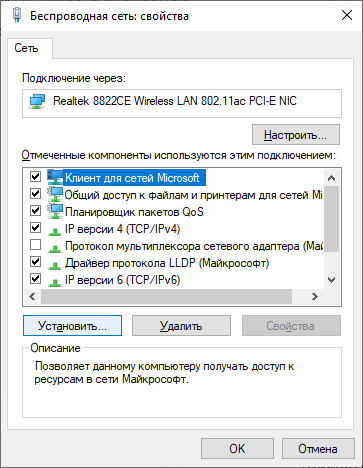 Беспроводная сеть: свойства
Сеть
Подключение через:
Realtek 8822CE Wireless LAN 802.11ac PCI-E NIC
Настроить...
Отмеченные компоненты используются этим подключением:
Клиент для сетей Microsoft
Общий доступ к файлам и принтерам для сетей Mi
Планировщик пакетов QoS
IP версии 4 (TCP/IPv4)
Протокол мультиплексора сетевого адаптера (Май
Драйвер протокола LLDP (Майкрософт)
IP версии 6 (TCP/IPv6)
Установить...
Удалить
Свойства
Описание
Позволяет данному компьютеру получать доступ к
ресурсам в сети Майкрософт.
OK
Отмена